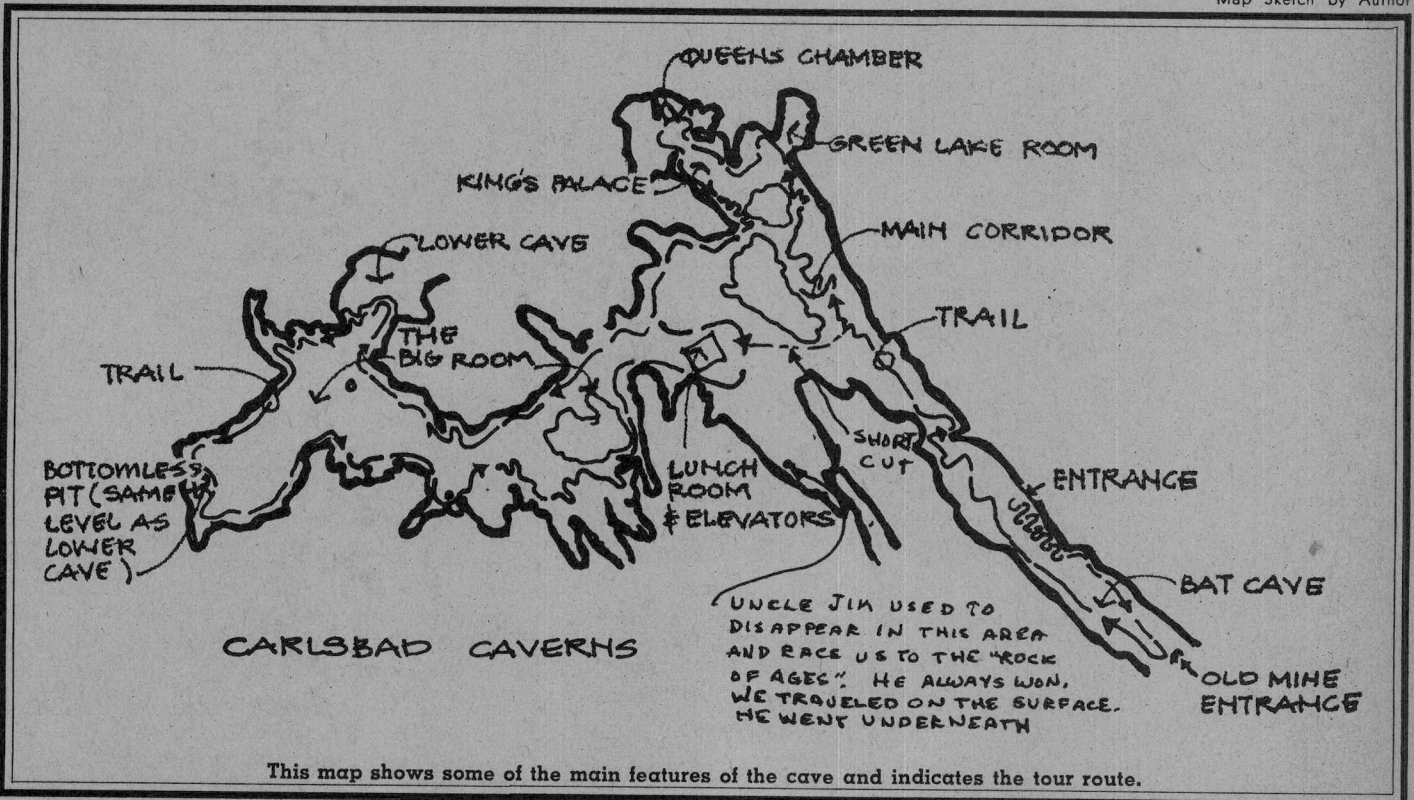 Map Sketch by Author
QUEENS CHAMBER
GREEN LAKE ROOM
KING'S PALACE
MAIN CORRIDOR
LOWER CAVE
TRAIL
THE
BIG ROOM
TRAIL
SHORT
CUT
BOTTOMLESS
PIT (SAME
LEVEL AS
LOWER
CAVE)
LUNCH
ROOM
& ELEVATORS
ENTRANCE
BAT CAVE
UNCLE JIM USED TO
DISAPPEAR IN THIS AREA
AND RACE US TO THE "ROCK
OF AGES". HE ALWAYS WON.
WE TRAVELED ON THE SURFACE.
HE WENT UNDERNEATH
CARLSBAD CAVERNS
OLD MINE
ENTRANCE
This map shows some of the main features of the cave and indicates the tour route.